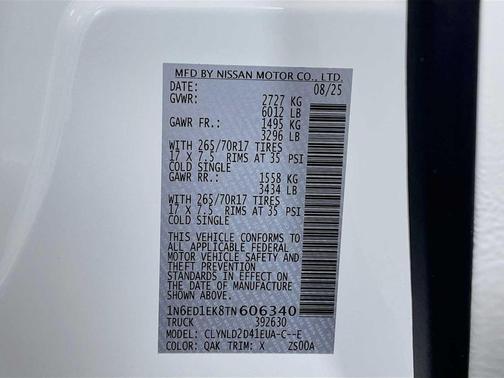 MFD BY NISSAN MOTOR CO., LTD.
DATE: 08/25
GVWR: 2727 KG
6012 LB
GAWR FR.: 1495 KG
3296 LB
WITH 265/70R17 TIRES
17 X 7.5 RIMS AT 35 PSI
COLD SINGLE
GAWR RR.: 1558 KG
3434 LB
WITH 265/70R17 TIRES
17 X 7.5 RIMS AT 35 PSI
COLD SINGLE
THIS VEHICLE CONFORMS TO
ALL APPLICABLE FEDERAL
MOTOR VEHICLE SAFETY AND
THEFT PREVENTION
STANDARDS IN EFFECT ON
THE DATE OF MANUFACTURE
SHOWN ABOVE.
1N6ED1EK8TN606340
TRUCK 392630
MODEL: CLYNLD2D41EUA-C--E
COLOR: QAK TRIM: X ZS00A